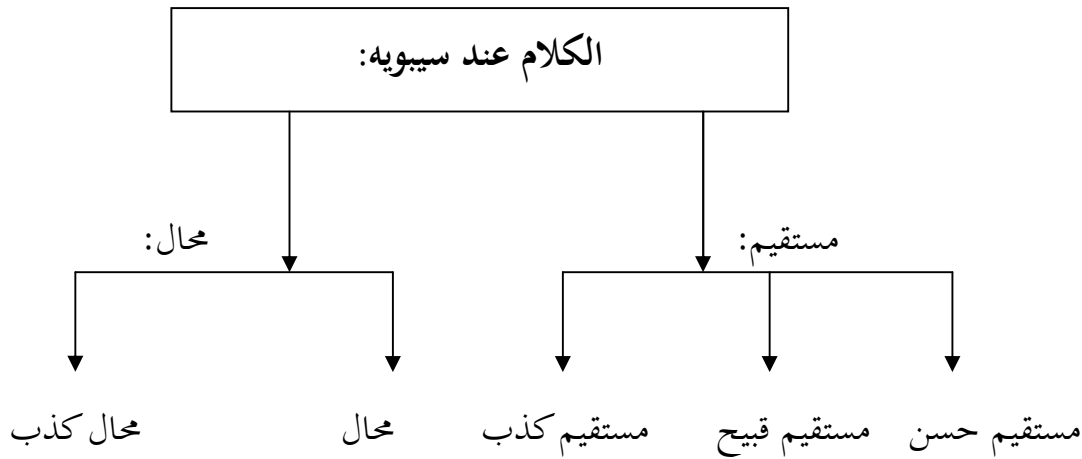 الكلام عند سيبويه:
مستقيم: محال:
مستقيم حسن مستقيم قبيح مستقيم كذب محال محال كذب